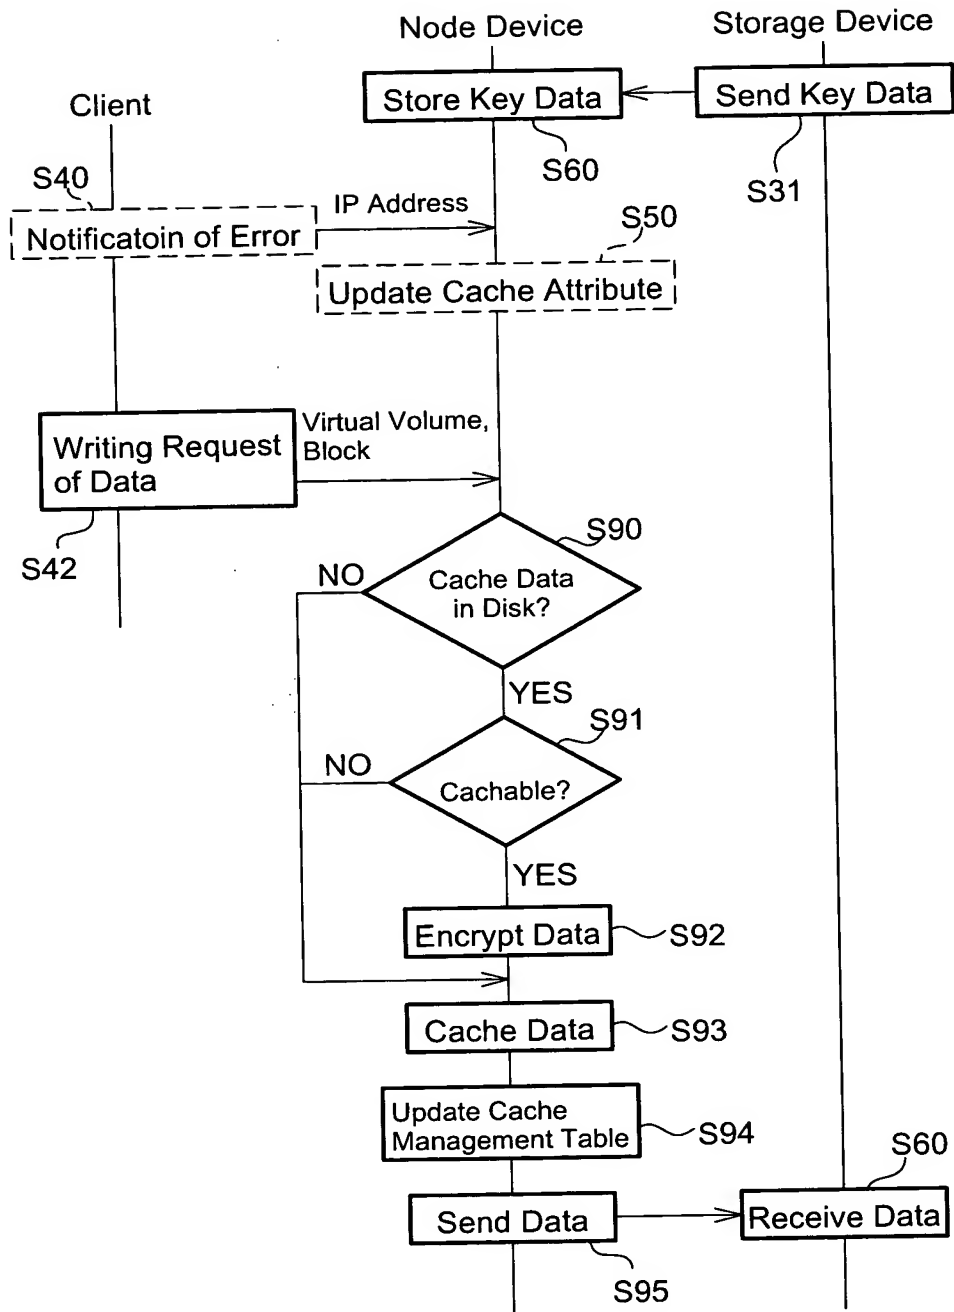 Node Device
Storage Device
Store Key Data
Send Key Data
Client
S60
S31
S40
IP Address
S50
Notificatoin of Error
Update Cache Attribute
Virtual Volume,
Block
Writing Request
of Data
S42
S90
NO
Cache Data
in Disk?
YES
S91
NO
Cachable?
YES
Encrypt Data
S92
Cache Data
S93
Update Cache
Management Table
S94
S60
Send Data
Receive Data
S95